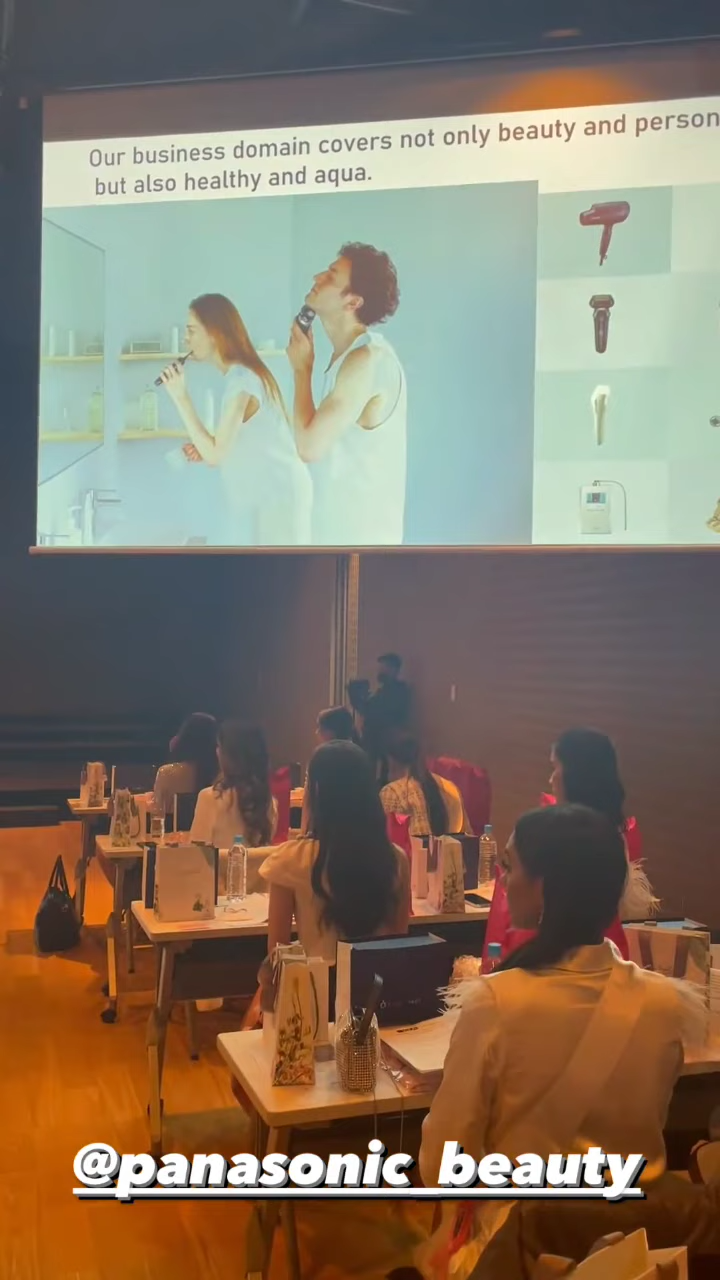 Our business domain covers not only beauty and person
but also healthy and aqua.
@panasonic_beauty